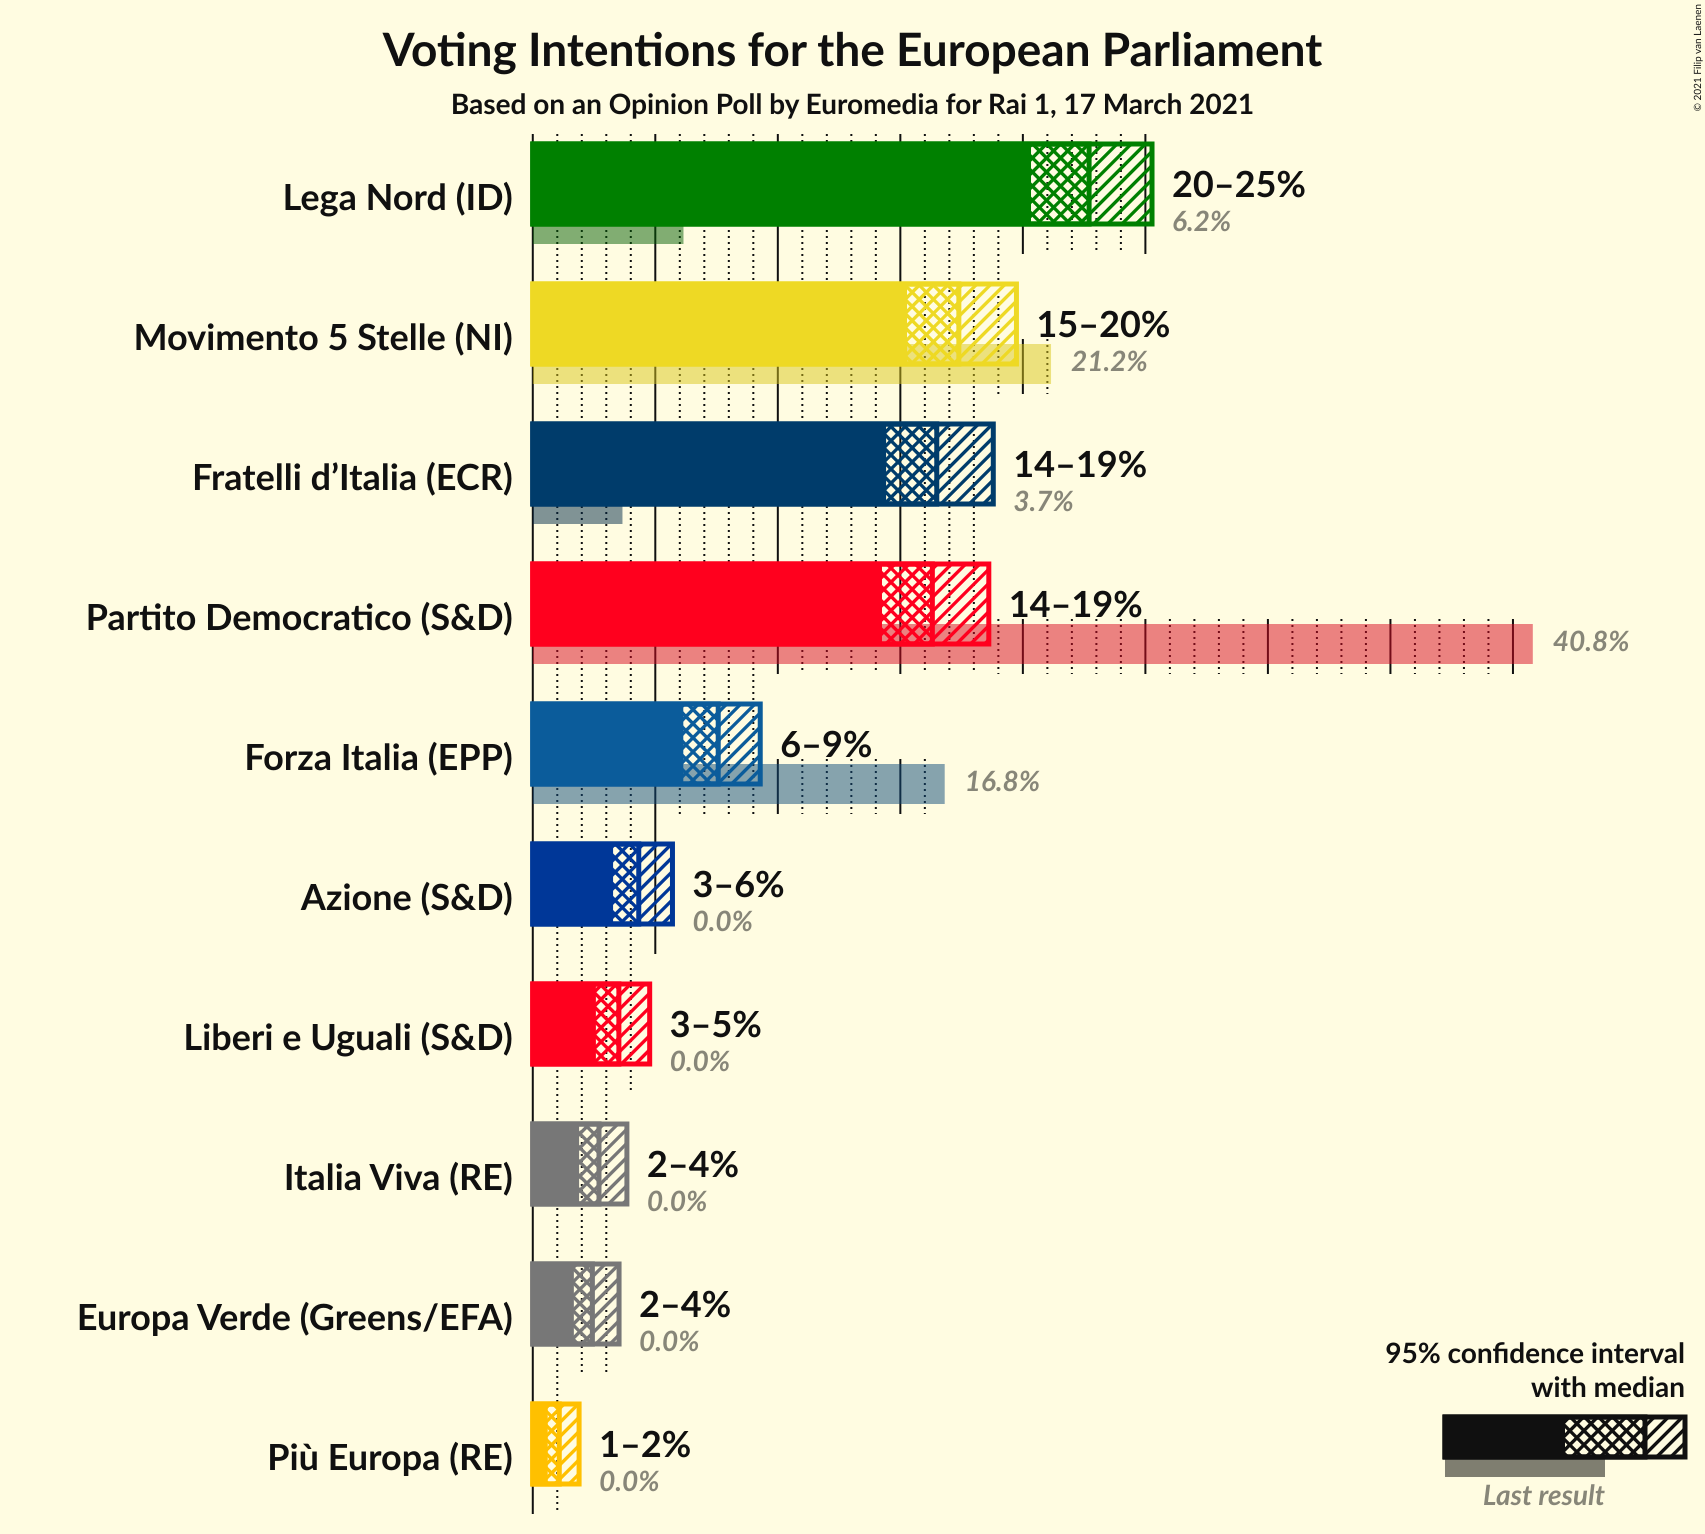 Voting Intentions for the European Parliament
Based on an Opinion Poll by Euromedia for Rai 1, 17 March 2021
© 2021 Filip van Laenen
Lega Nord (ID)
20–25%
6.2%
Movimento 5 Stelle (NI)
15–20%
21.2%
Fratelli d’Italia (ECR)
14–19%
3.7%
Partito Democratico (S&D)
14–19%
40.8%
Forza Italia (EPP)
6–9%
16.8%
Azione (S&D)
3–6%
0.0%
Liberi e Uguali (S&D)
3–5%
0.0%
Italia Viva (RE)
2–4%
0.0%
Europa Verde (Greens/EFA)
2–4%
0.0%
Più Europa (RE)
1–2%
0.0%
95% confidence interval
with median
Last result